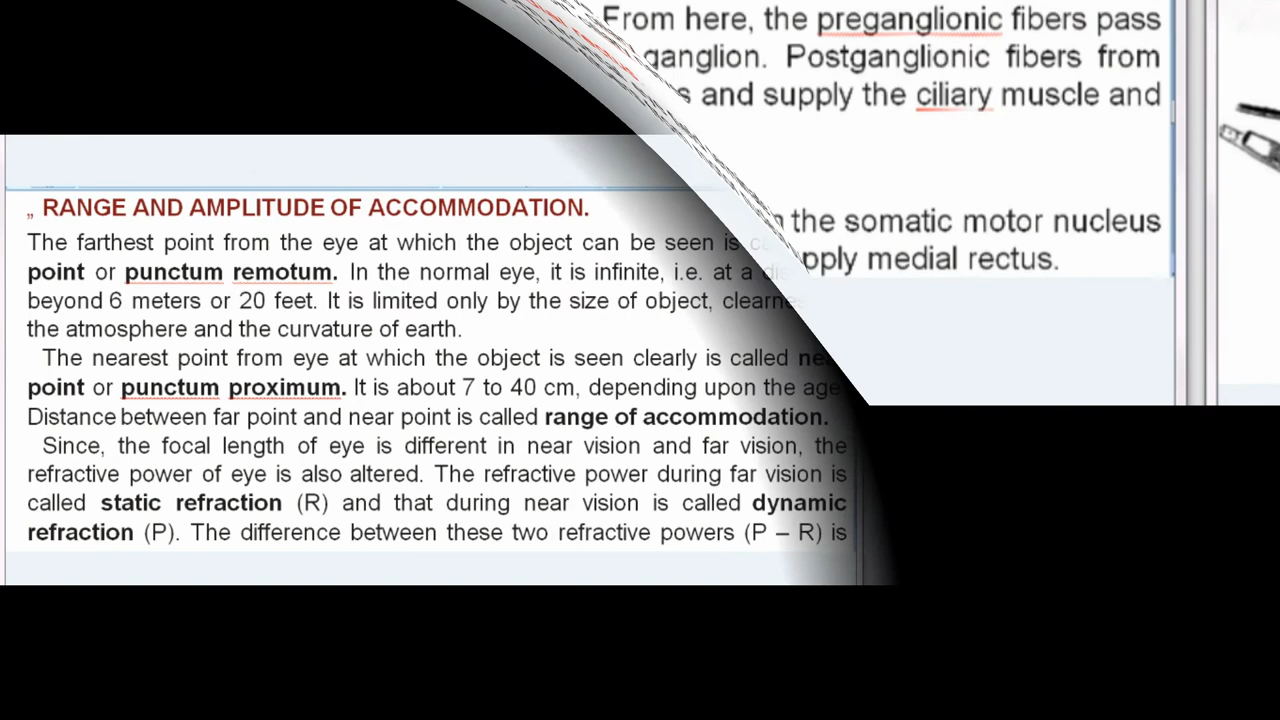 From here, the preganglionic fibers pass
ganglion. Postganglionic fibers from
and supply the ciliary muscle and
the somatic motor nucleus
medial rectus.
„ RANGE AND AMPLITUDE OF ACCOMMODATION.
The farthest point from the eye at which the object can be seen is
point or punctum remotum. In the normal eye, it is infinite, i.e. at a
beyond 6 meters or 20 feet. It is limited only by the size of object,
the atmosphere and the curvature of earth.
The nearest point from eye at which the object is seen clearly is called
point or punctum proximum. It is about 7 to 40 cm, depending upon the age
Distance between far point and near point is called range of accommodation.
Since, the focal length of eye is different in near vision and far vision, the
refractive power of eye is also altered. The refractive power during far vision is
called static refraction (R) and that during near vision is called dynamic
refraction (P). The difference between these two refractive powers (P – R) is